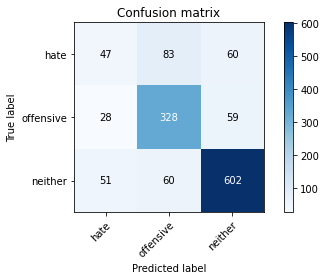 Confusion matrix
True label
hate 47 83 60
offensive 28 328 59
neither 51 60 602
hate offensive neither
Predicted label
600
500
400
300
200
100